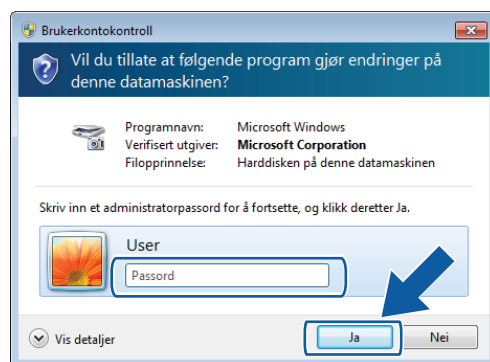 Brukerkontokontroll
Vil du tillate at følgende program gjør endringer på
denne datamaskinen?
Programnavn: Microsoft Windows
Verifisert utgiver: Microsoft Corporation
Filopprinnelse: Harddisken på denne datamaskinen
Skriv inn et administratorpassord for å fortsette, og klikk deretter Ja.
User
Passord
Vis detaljer
Ja
Nei